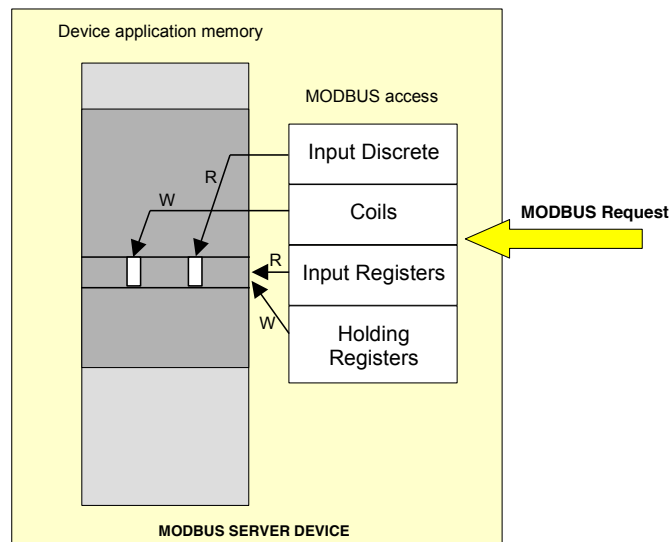 Device application memory
MODBUS access
Input Discrete
R
W
Coils
MODBUS Request
R
Input Registers
W
Holding
Registers
MODBUS SERVER DEVICE